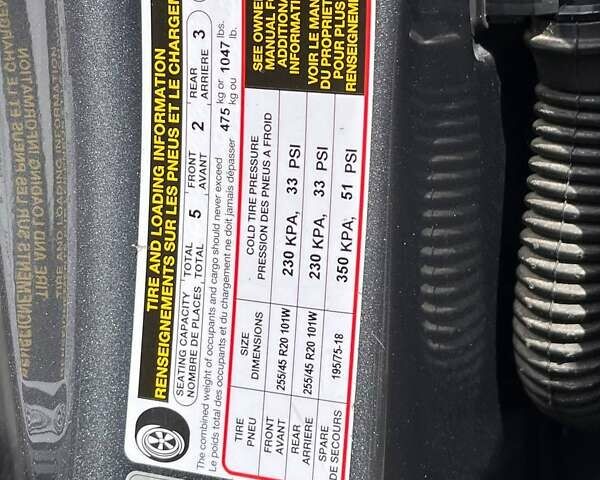 TIRE AND LOADING INFORMATION
RENSEIGNEMENTS SUR LES PNEUS ET LE CHARGEM
SEATING CAPACITY TOTAL 5 FRONT 2 REAR 3
NOMBRE DE PLACES TOTAL AVANT ARRIERE
The combined weight of occupants and cargo should never exceed 475 kg or 1047 lbs.
Le poids total des occupants et du chargement ne doit jamais dépasser kg ou lb.
TIRE SIZE COLD TIRE PRESSURE
PNEU DIMENSIONS PRESSION DES PNEUS A FROID
FRONT 255/45 R20 101W 230 KPA, 33 PSI
AVANT
REAR 255/45 R20 101W 230 KPA, 33 PSI
ARRIERE
SPARE 195/75-18 350 KPA, 51 PSI
DE SECOURS
SEE OWNER
MANUAL FO
ADDITIONA
INFORMATI
VOIR LE MAN
DU PROPRIET
POUR PLUS
RENSEIGNEM